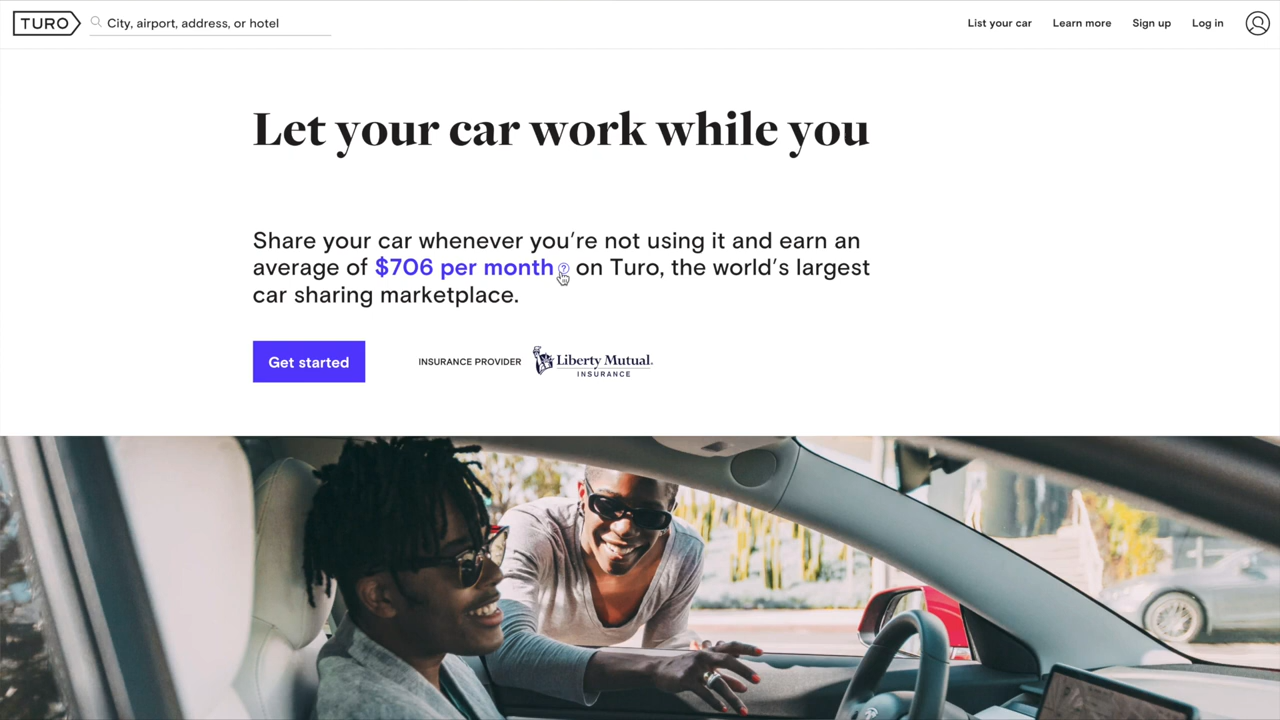 TURO
City, airport, address, or hotel
List your car
Learn more
Sign up
Log in
Let your car work while you
Share your car whenever you’re not using it and earn an
average of $706 per month ? on Turo, the world’s largest
car sharing marketplace.
Get started
INSURANCE PROVIDER
Liberty Mutual.
INSURANCE